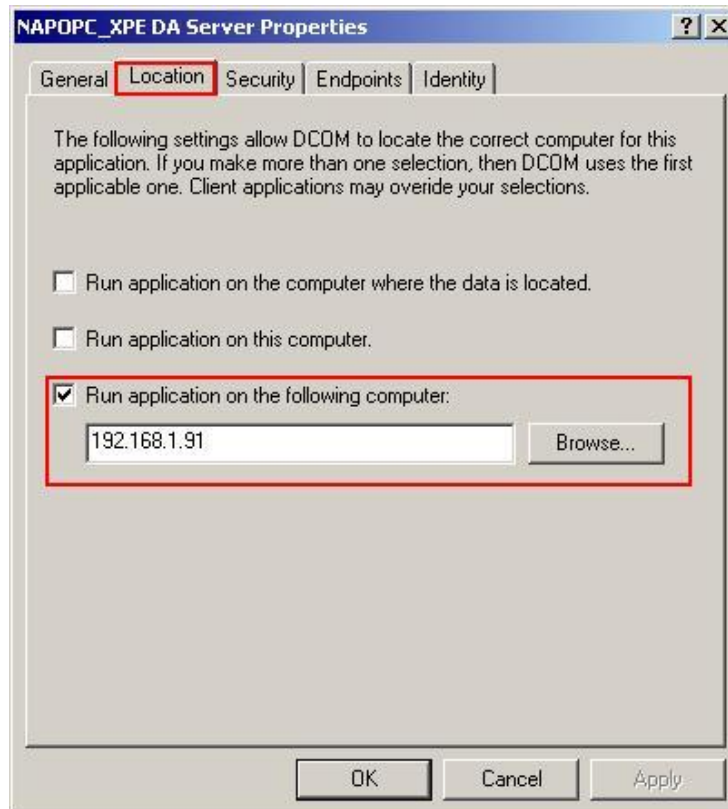 NAPOPC_XPE DA Server Properties
General Location Security Endpoints Identity
The following settings allow DCOM to locate the correct computer for this
application. If you make more than one selection, then DCOM uses the first
applicable one. Client applications may overide your selections.
Run application on the computer where the data is located.
Run application on this computer.
Run application on the following computer:
192.168.1.91 Browse...
OK Cancel Apply